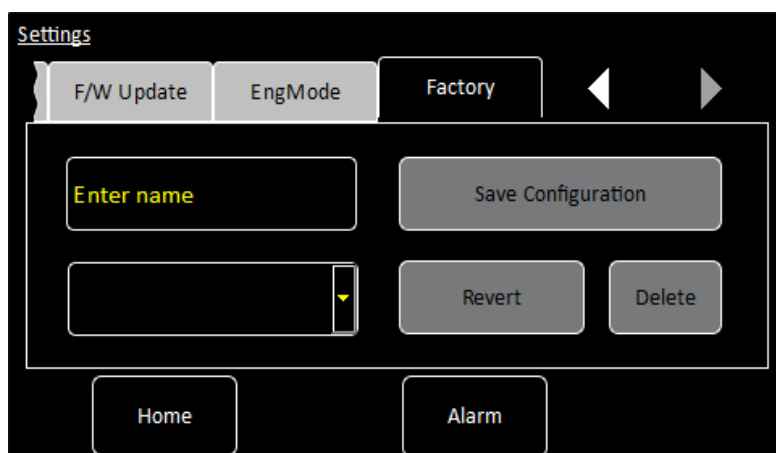 Settings
F/W Update EngMode Factory
Enter name Save Configuration
Revert Delete
Home Alarm